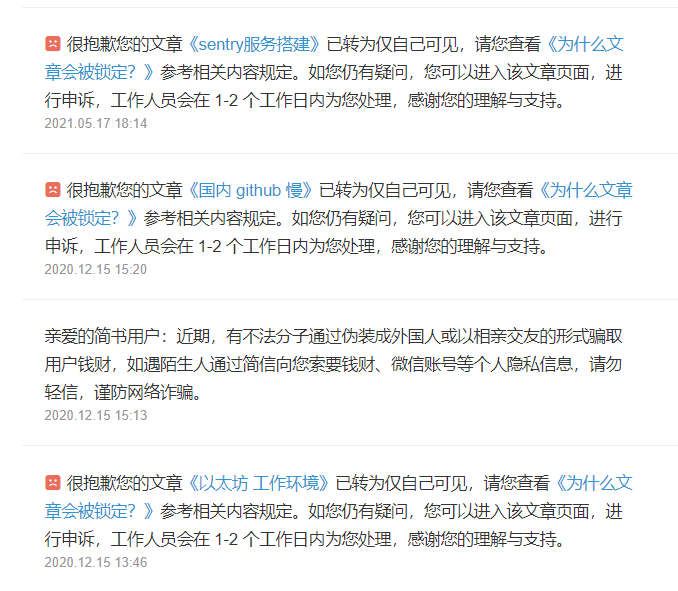 很抱歉您的文章《sentry服务搭建》已转为仅自己可见，请您查看《为什么文
章会被锁定？》参考相关内容规定。如您仍有疑问，您可以进入该文章页面，进
行申诉，工作人员会在 1-2 个工作日内为您处理，感谢您的理解与支持。
2021.05.17 18:14
很抱歉您的文章《国内 github 慢》已转为仅自己可见，请您查看《为什么文章
会被锁定？》参考相关内容规定。如您仍有疑问，您可以进入该文章页面，进行
申诉，工作人员会在 1-2 个工作日内为您处理，感谢您的理解与支持。
2020.12.15 15:20
亲爱的简书用户：近期，有不法分子通过伪装成外国人或以相亲交友的形式骗取
用户钱财，如遇陌生人通过简信向您索要钱财、微信账号等个人隐私信息，请勿
轻信，谨防网络诈骗。
2020.12.15 15:13
很抱歉您的文章《以太坊 工作环境》已转为仅自己可见，请您查看《为什么文
章会被锁定？》参考相关内容规定。如您仍有疑问，您可以进入该文章页面，进
行申诉，工作人员会在 1-2 个工作日内为您处理，感谢您的理解与支持。
2020.12.15 13:46